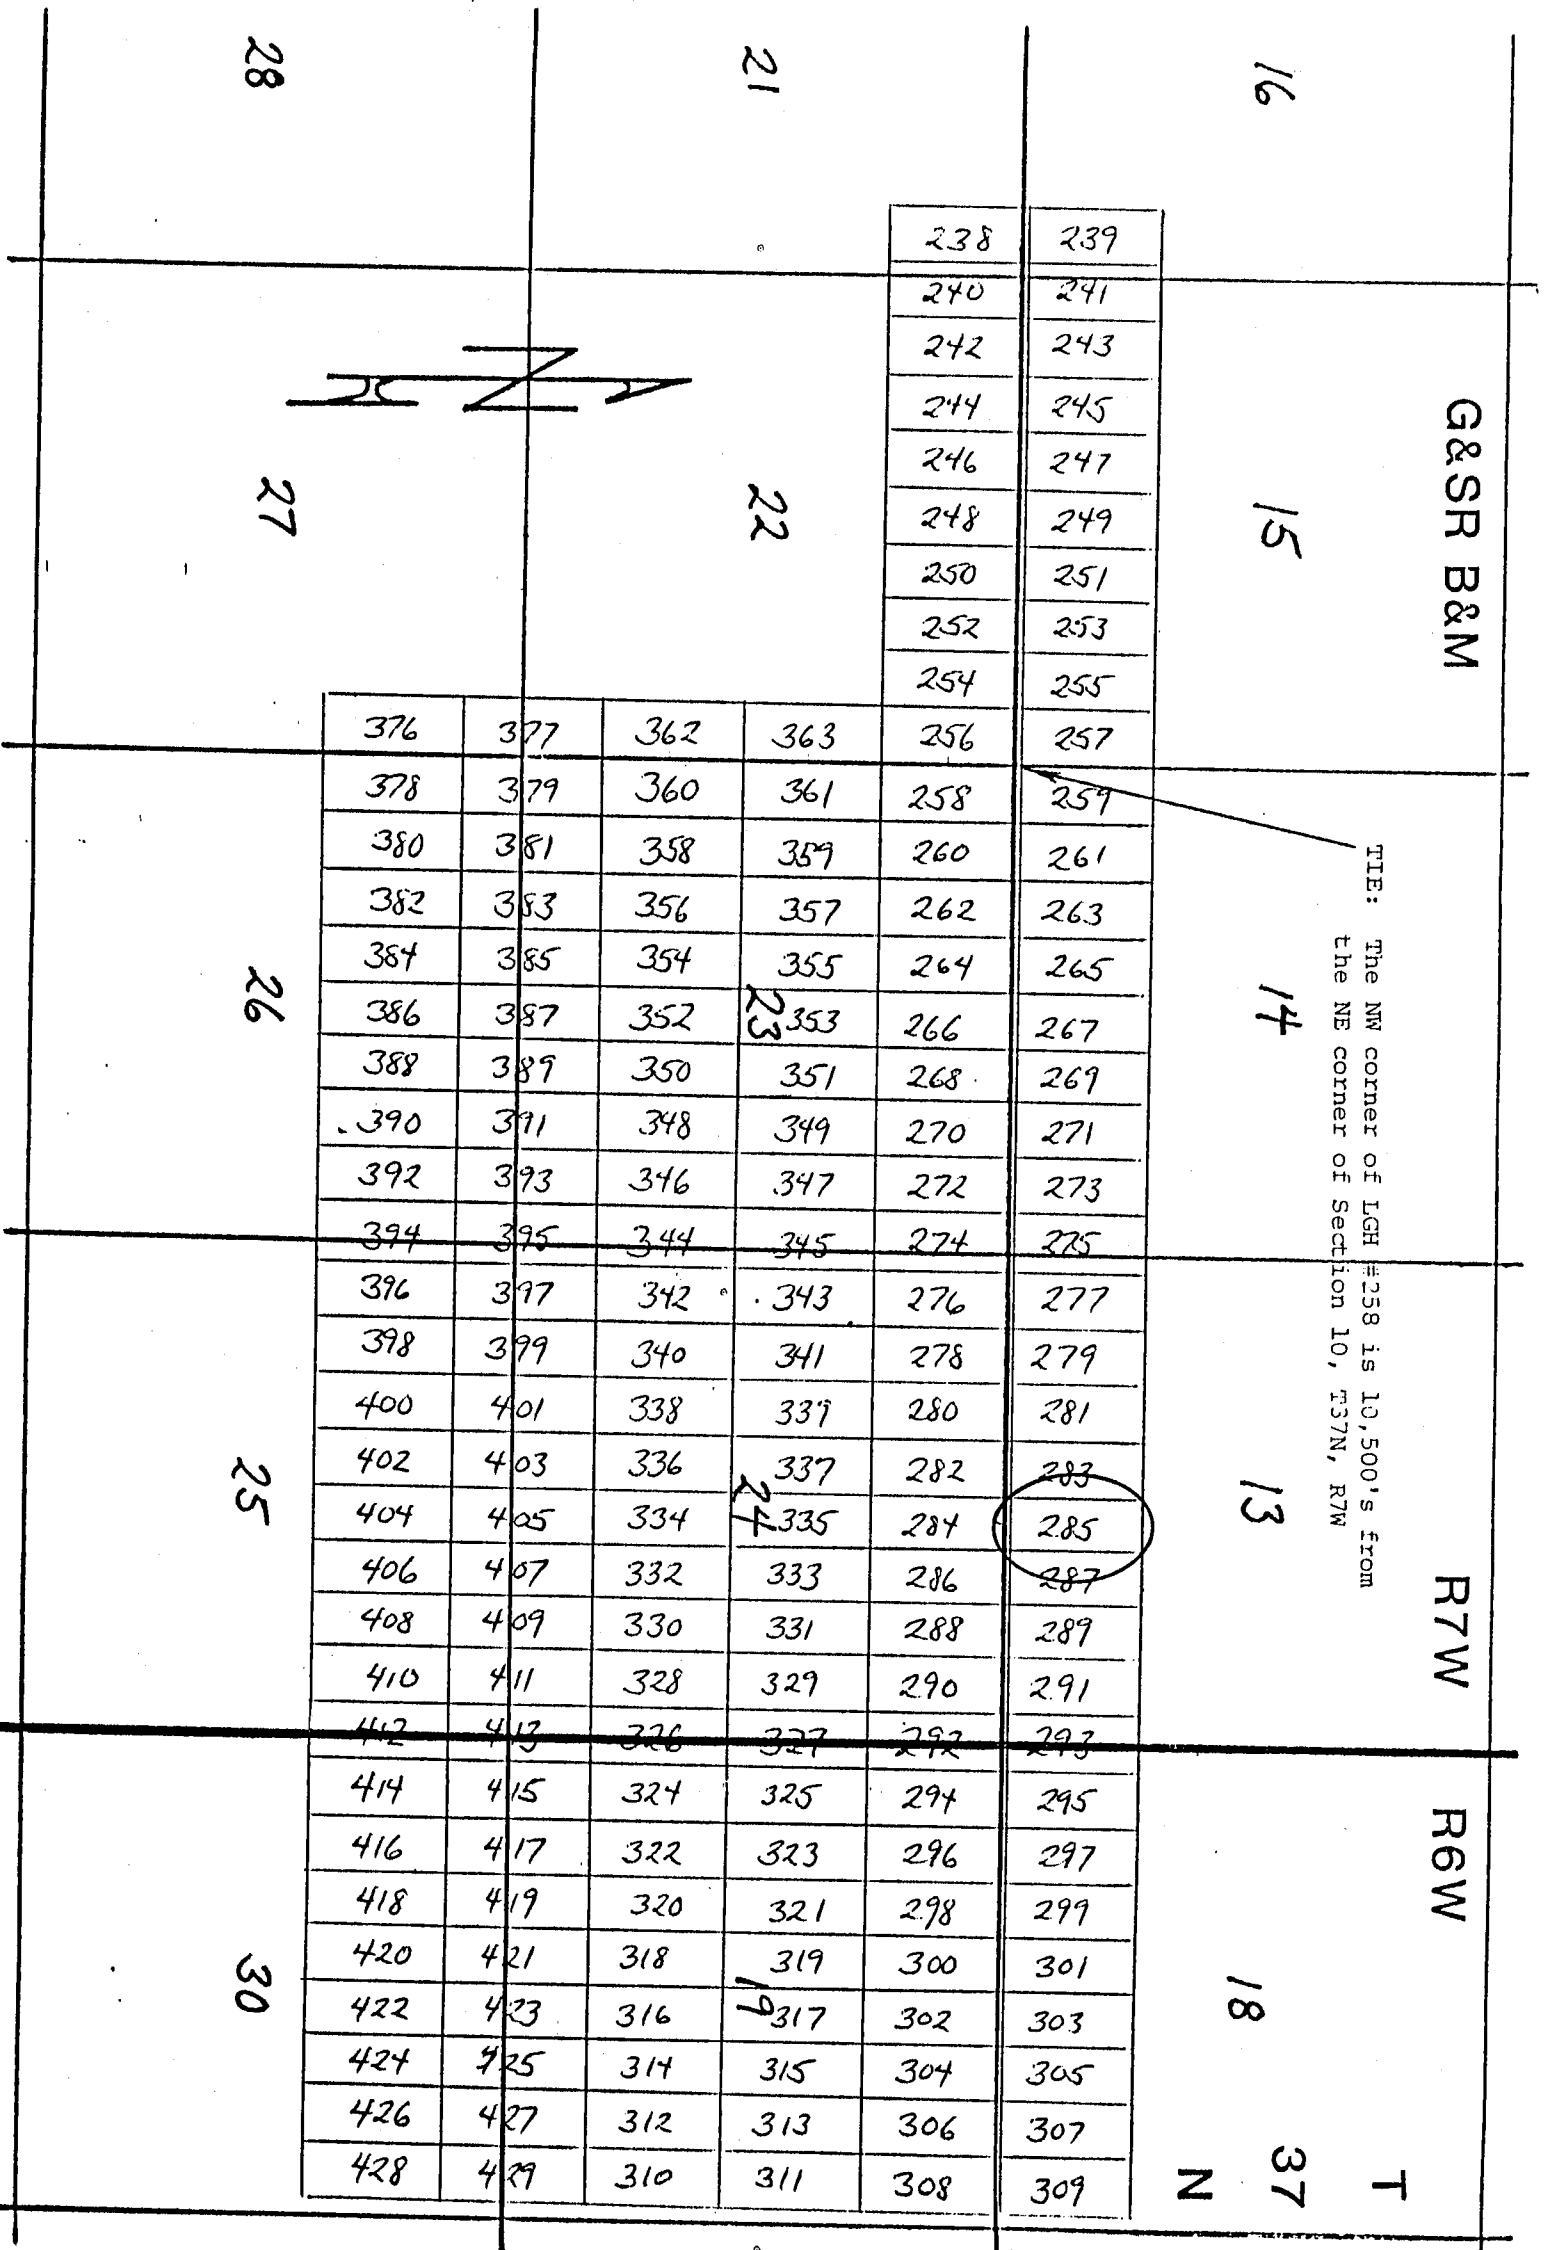 G&SR B&M
R7W
R6W
T
37
N
TIE: The NW corner of LGH #258 is 10,500's from
the NE corner of Section 10, T37N, R7W
16
15
14
13
18
21
22
23
24
19
28
27
26
25
30
N
238 239
240 241
242 243
244 245
246 247
248 249
250 251
252 253
254 255
376 377 362 363 256 257
378 379 360 361 258 259
380 381 358 359 260 261
382 383 356 357 262 263
384 385 354 355 264 265
386 387 352 353 266 267
388 389 350 351 268 269
390 391 348 349 270 271
392 393 346 347 272 273
394 395 344 345 274 275
396 397 342 343 276 277
398 399 340 341 278 279
400 401 338 339 280 281
402 403 336 337 282 283
404 405 334 335 284 285
406 407 332 333 286 287
408 409 330 331 288 289
410 411 328 329 290 291
412 413 326 327 292 293
414 415 324 325 294 295
416 417 322 323 296 297
418 419 320 321 298 299
420 421 318 319 300 301
422 423 316 317 302 303
424 425 314 315 304 305
426 427 312 313 306 307
428 429 310 311 308 309